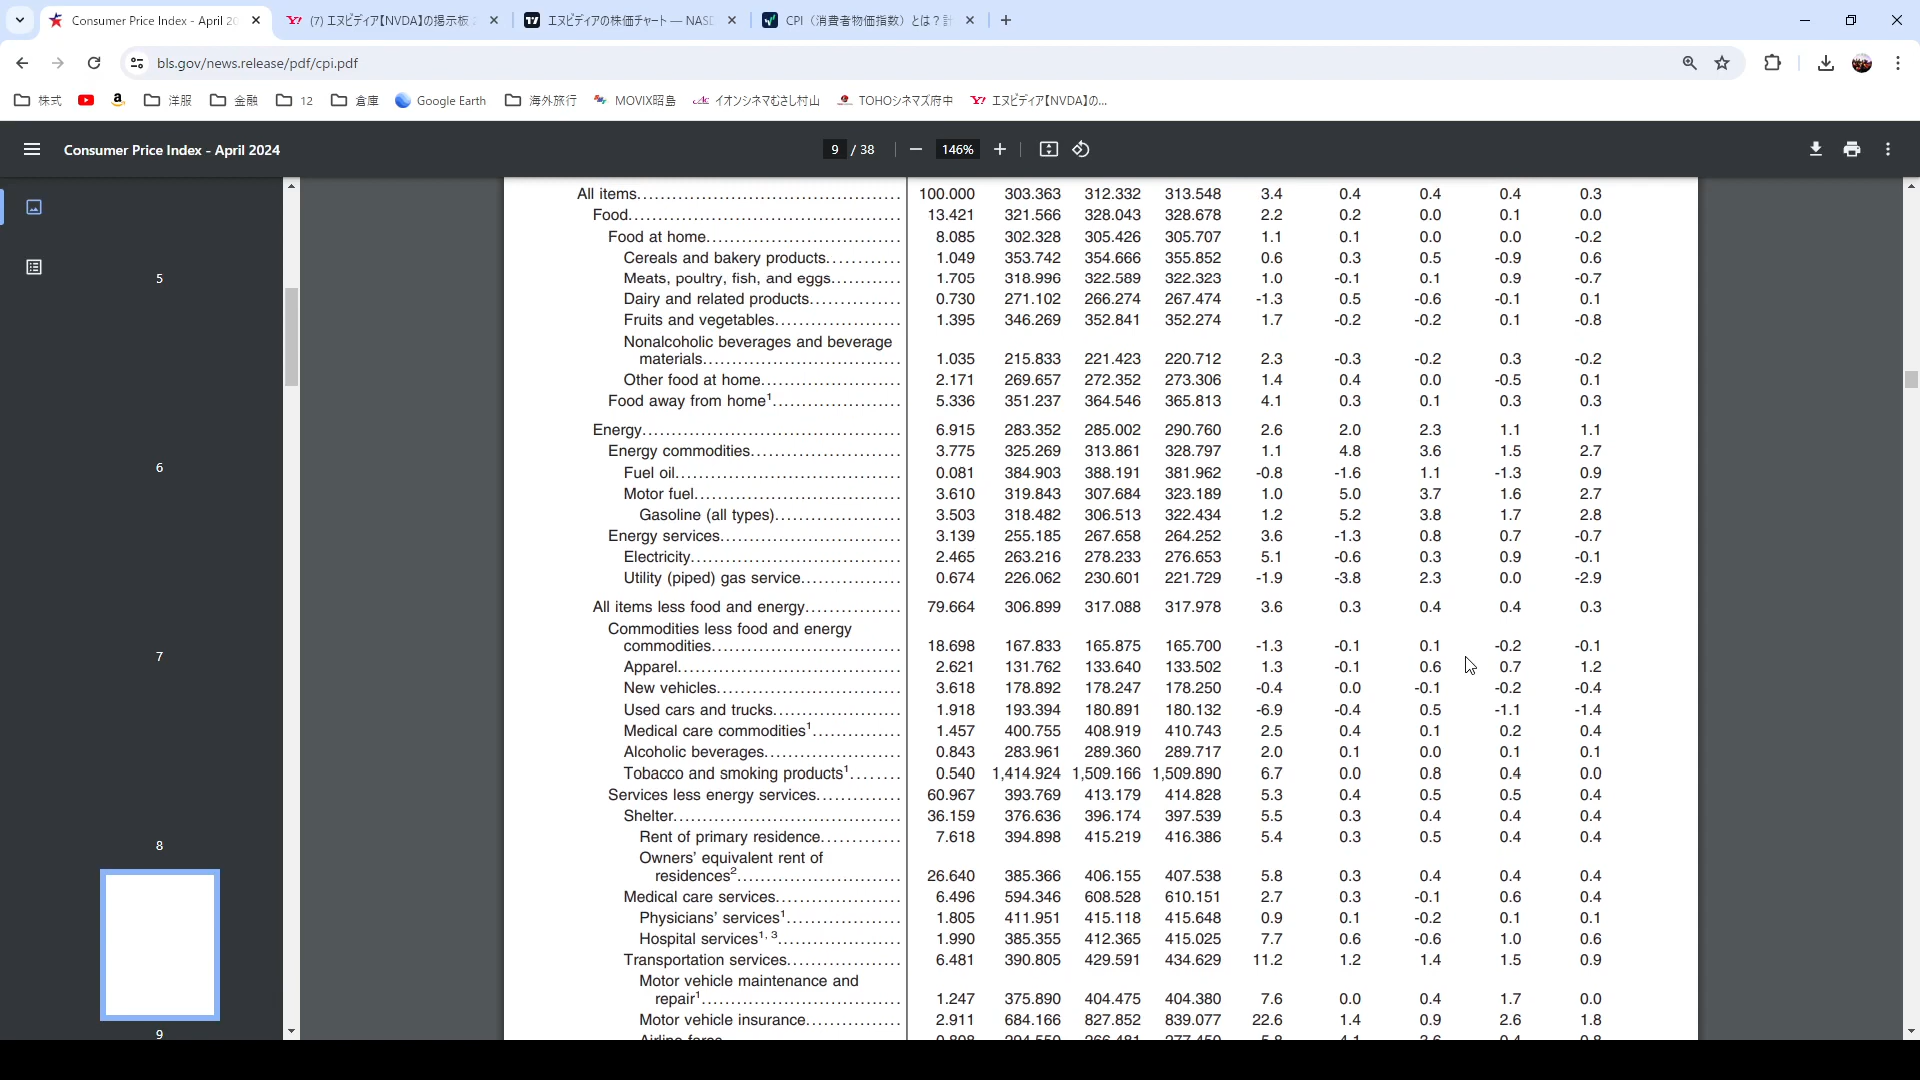 Consumer Price Index - April 20
(7) エヌビディア【NVDA】の掲示板 2
エヌビディアの株価チャート — NASD
CPI（消費者物価指数）とは？計
bls.gov/news.release/pdf/cpi.pdf
株式 洋服 金融 12 倉庫 Google Earth 海外旅行 MOVIX昭島 イオンシネマむさし村山 TOHOシネマズ府中 エヌビディア【NVDA】の...
Consumer Price Index - April 2024 9 / 38 146%
5
6
7
8
9
All items 100.000 303.363 312.332 313.548 3.4 0.4 0.4 0.4 0.3
Food 13.421 321.566 328.043 328.678 2.2 0.2 0.0 0.1 0.0
Food at home 8.085 302.328 305.426 305.707 1.1 0.1 0.0 0.0 -0.2
Cereals and bakery products 1.049 353.742 354.666 355.852 0.6 0.3 0.5 -0.9 0.6
Meats, poultry, fish, and eggs 1.705 318.996 322.589 322.323 1.0 -0.1 0.1 0.9 -0.7
Dairy and related products 0.730 271.102 266.274 267.474 -1.3 0.5 -0.6 -0.1 0.1
Fruits and vegetables 1.395 346.269 352.841 352.274 1.7 -0.2 -0.2 0.1 -0.8
Nonalcoholic beverages and beverage
materials 1.035 215.833 221.423 220.712 2.3 -0.3 -0.2 0.3 -0.2
Other food at home 2.171 269.657 272.352 273.306 1.4 0.4 0.0 -0.5 0.1
Food away from home1 5.336 351.237 364.546 365.813 4.1 0.3 0.1 0.3 0.3
Energy 6.915 283.352 285.002 290.760 2.6 2.0 2.3 1.1 1.1
Energy commodities 3.775 325.269 313.861 328.797 1.1 4.8 3.6 1.5 2.7
Fuel oil 0.081 384.903 388.191 381.962 -0.8 -1.6 1.1 -1.3 0.9
Motor fuel 3.610 319.843 307.684 323.189 1.0 5.0 3.7 1.6 2.7
Gasoline (all types) 3.503 318.482 306.513 322.434 1.2 5.2 3.8 1.7 2.8
Energy services 3.139 255.185 267.658 264.252 3.6 -1.3 0.8 0.7 -0.7
Electricity 2.465 263.216 278.233 276.653 5.1 -0.6 0.3 0.9 -0.1
Utility (piped) gas service 0.674 226.062 230.601 221.729 -1.9 -3.8 2.3 0.0 -2.9
All items less food and energy 79.664 306.899 317.088 317.978 3.6 0.3 0.4 0.4 0.3
Commodities less food and energy
commodities 18.698 167.833 165.875 165.700 -1.3 -0.1 0.1 -0.2 -0.1
Apparel 2.621 131.762 133.640 133.502 1.3 -0.1 0.6 0.7 1.2
New vehicles 3.618 178.892 178.247 178.250 -0.4 0.0 -0.1 -0.2 -0.4
Used cars and trucks 1.918 193.394 180.891 180.132 -6.9 -0.4 0.5 -1.1 -1.4
Medical care commodities1 1.457 400.755 408.919 410.743 2.5 0.4 0.1 0.2 0.4
Alcoholic beverages 0.843 283.961 289.360 289.717 2.0 0.1 0.0 0.1 0.1
Tobacco and smoking products1 0.540 1,414.924 1,509.166 1,509.890 6.7 0.0 0.8 0.4 0.0
Services less energy services 60.967 393.769 413.179 414.828 5.3 0.4 0.5 0.5 0.4
Shelter 36.159 376.636 396.174 397.539 5.5 0.3 0.4 0.4 0.4
Rent of primary residence 7.618 394.898 415.219 416.386 5.4 0.3 0.5 0.4 0.4
Owners' equivalent rent of
residences2 26.640 385.366 406.155 407.538 5.8 0.3 0.4 0.4 0.4
Medical care services 6.496 594.346 608.528 610.151 2.7 0.3 -0.1 0.6 0.4
Physicians' services1 1.805 411.951 415.118 415.648 0.9 0.1 -0.2 0.1 0.1
Hospital services1, 3 1.990 385.355 412.365 415.025 7.7 0.6 -0.6 1.0 0.6
Transportation services 6.481 390.805 429.591 434.629 11.2 1.2 1.4 1.5 0.9
Motor vehicle maintenance and
repair1 1.247 375.890 404.475 404.380 7.6 0.0 0.4 1.7 0.0
Motor vehicle insurance 2.911 684.166 827.852 839.077 22.6 1.4 0.9 2.6 1.8